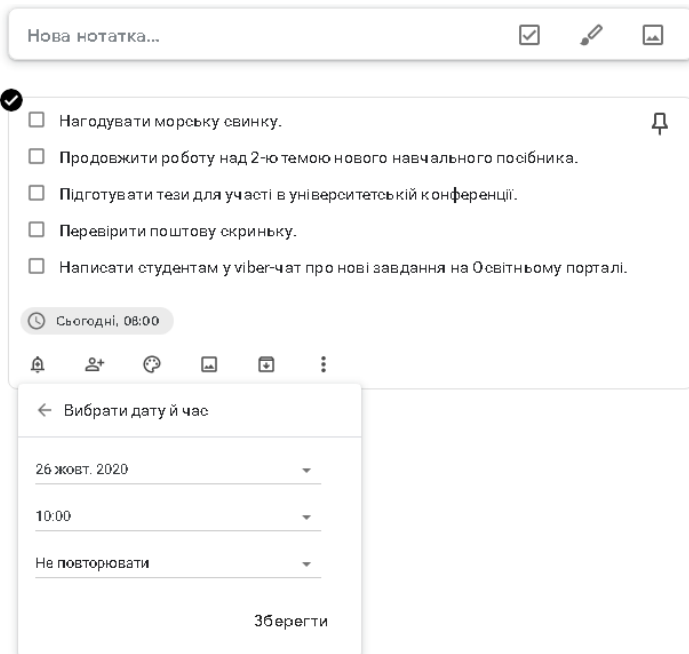 Нова нотатка...
Нагодувати морську свинку.
Продовжити роботу над 2-ю темою нового навчального посібника.
Підготувати тези для участі в університетській конференції.
Перевірити поштову скриньку.
Написати студентам у viber-чат про нові завдання на Освітньому порталі.
Сьогодні, 08:00
Вибрати дату й час
26 жовт. 2020
10:00
Не повторювати
Зберегти